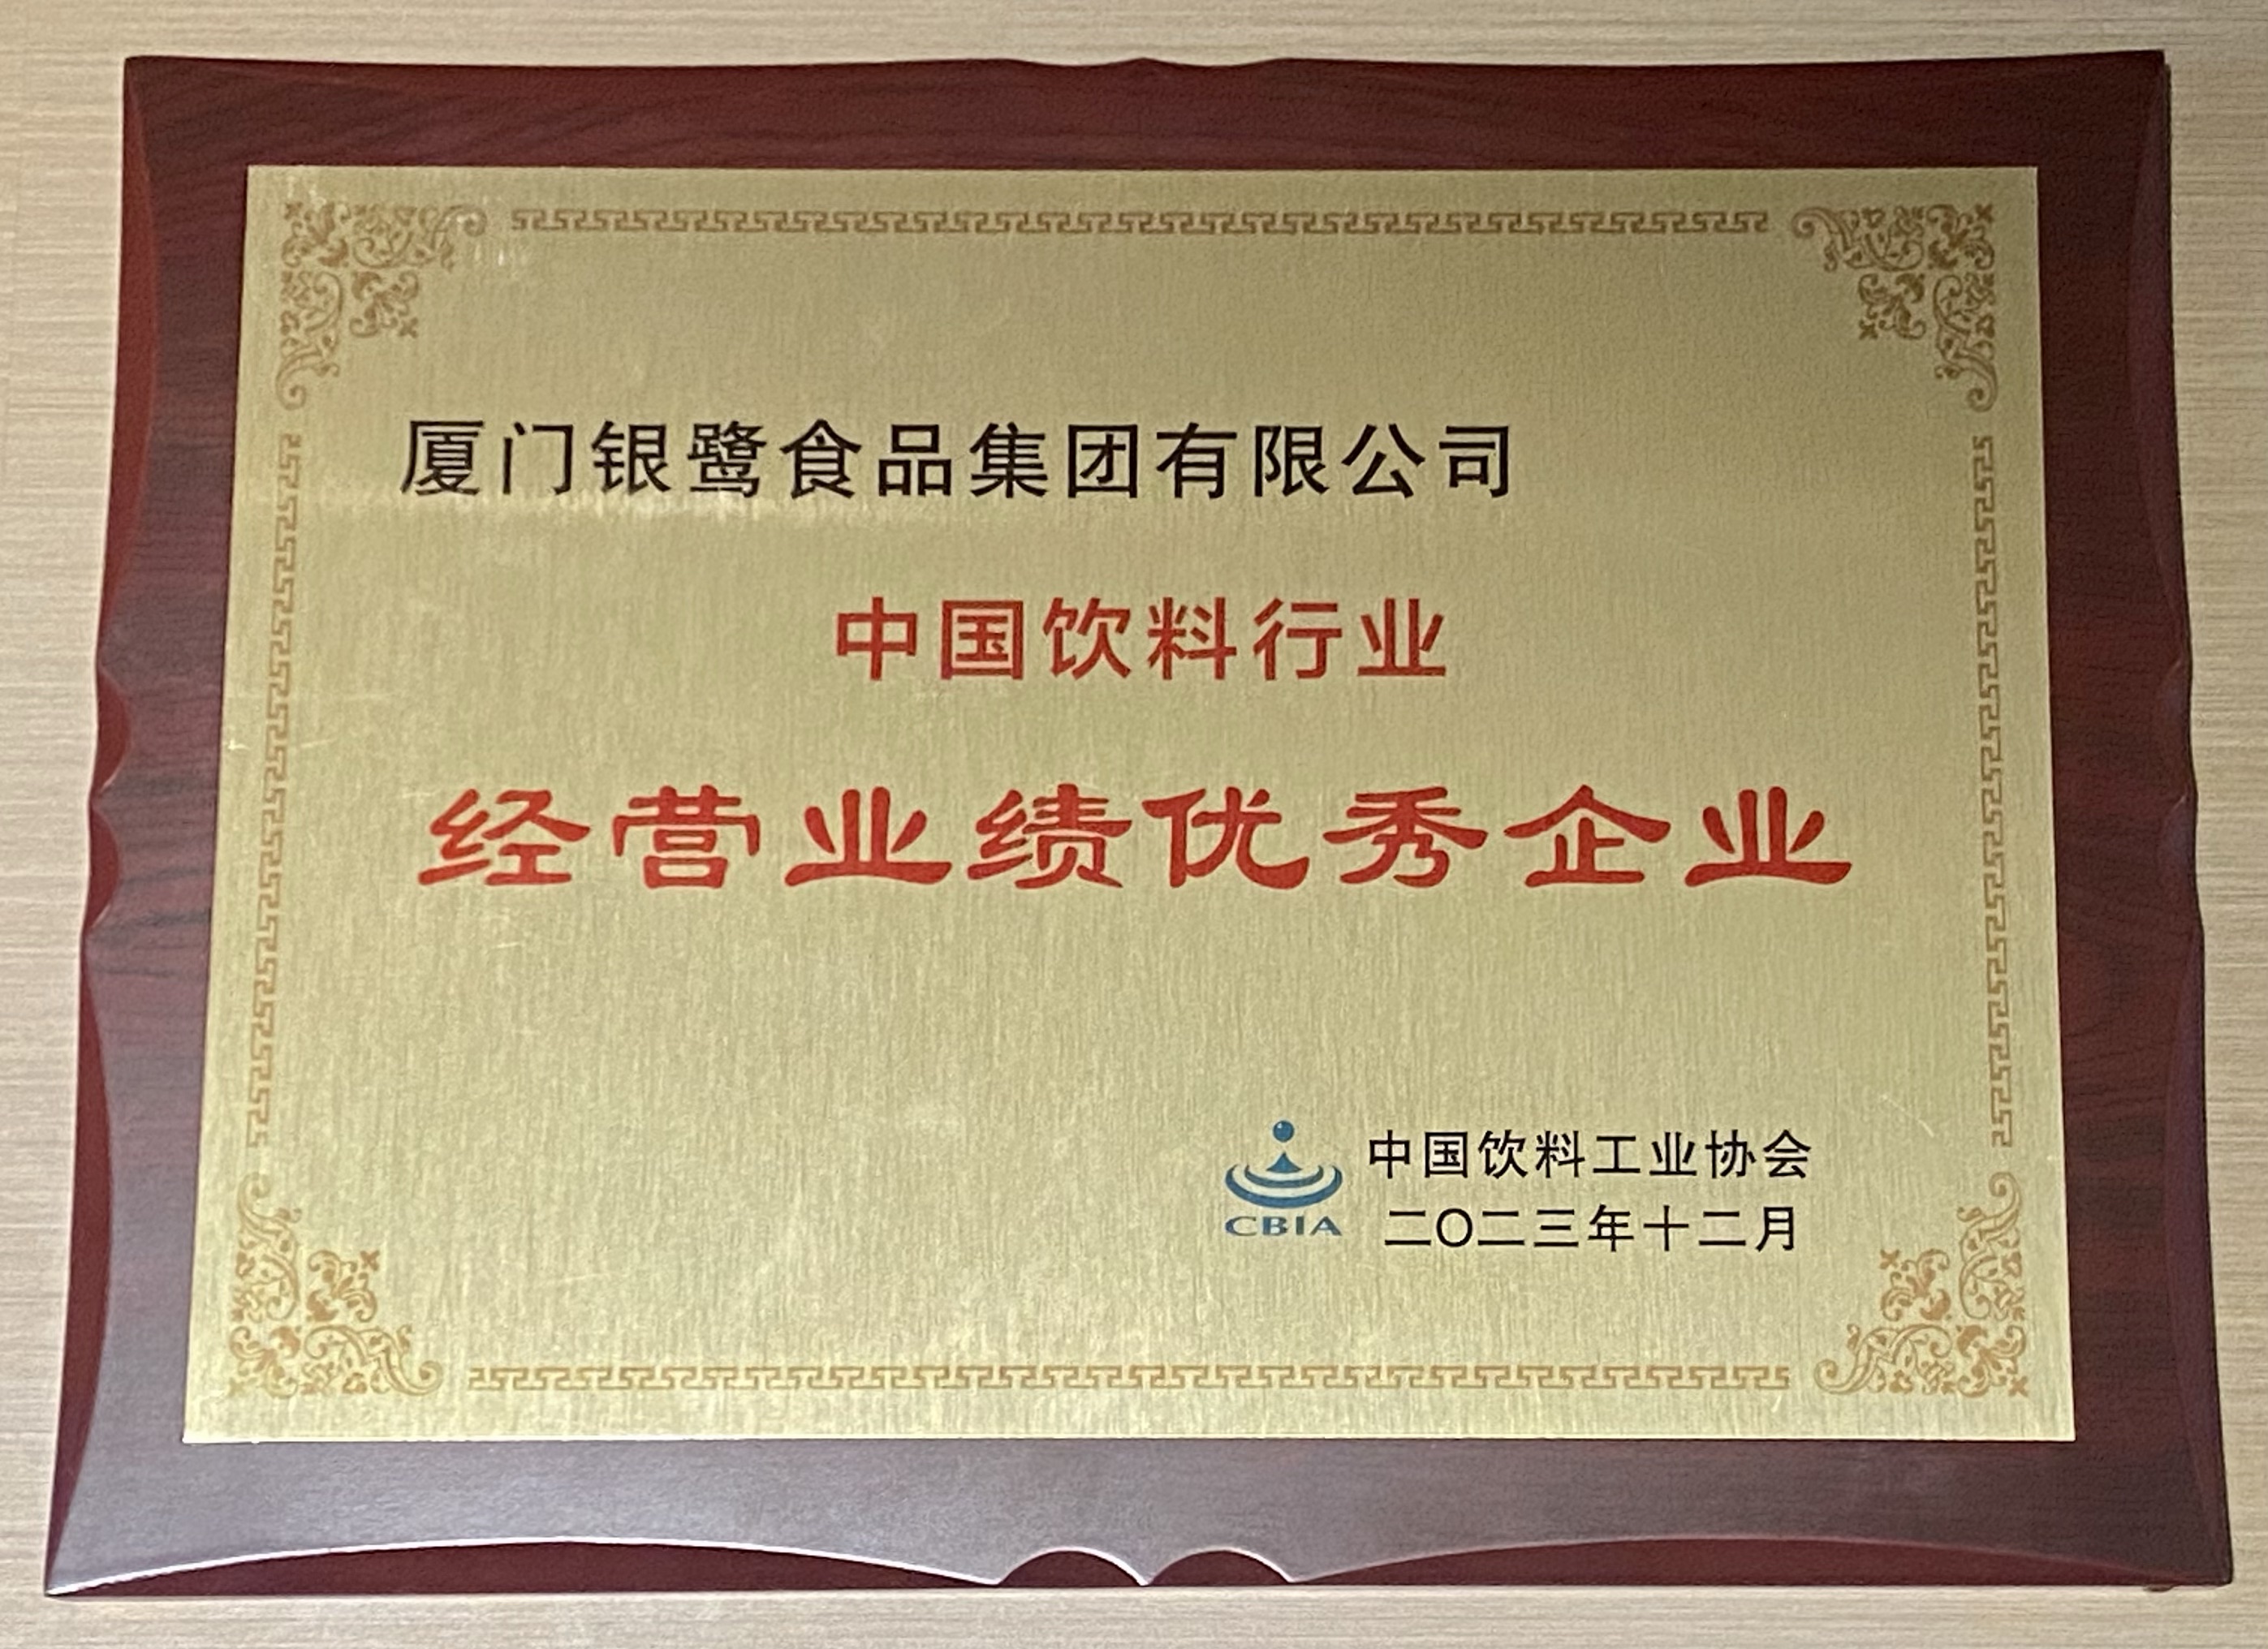 厦门银鹭食品集团有限公司
中国饮料行业
经营业绩优秀企业
中国饮料工业协会
CBIA
二〇二三年十二月